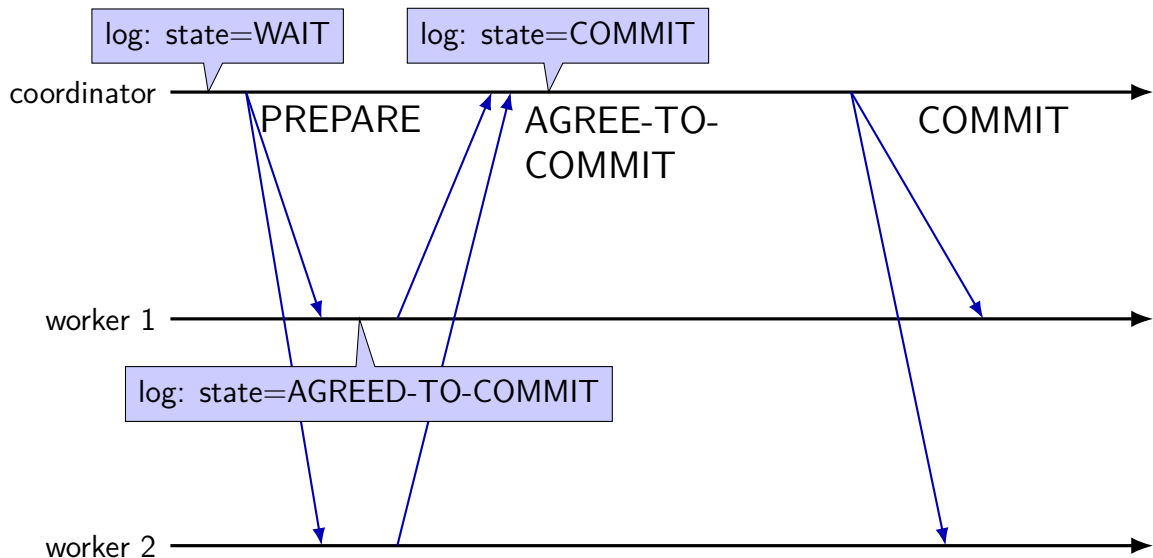 log: state=WAIT
log: state=COMMIT
coordinator
PREPARE
AGREE-TO-
COMMIT
COMMIT
worker 1
log: state=AGREED-TO-COMMIT
worker 2